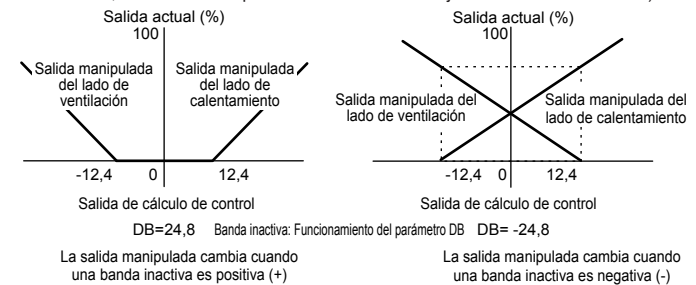 Salida actual (%)
100
Salida manipulada
del lado de
ventilación
Salida manipulada
del lado de
calentamiento
-12,4 0 12,4
Salida de cálculo de control
Salida actual (%)
100
Salida manipulada del
lado de ventilación
Salida manipulada del
lado de calentamiento
-12,4 0 12,4
Salida de cálculo de control
DB=24,8 Banda inactiva: Funcionamiento del parámetro DB DB= -24,8
La salida manipulada cambia cuando
una banda inactiva es positiva (+)
La salida manipulada cambia cuando
una banda inactiva es negativa (-)